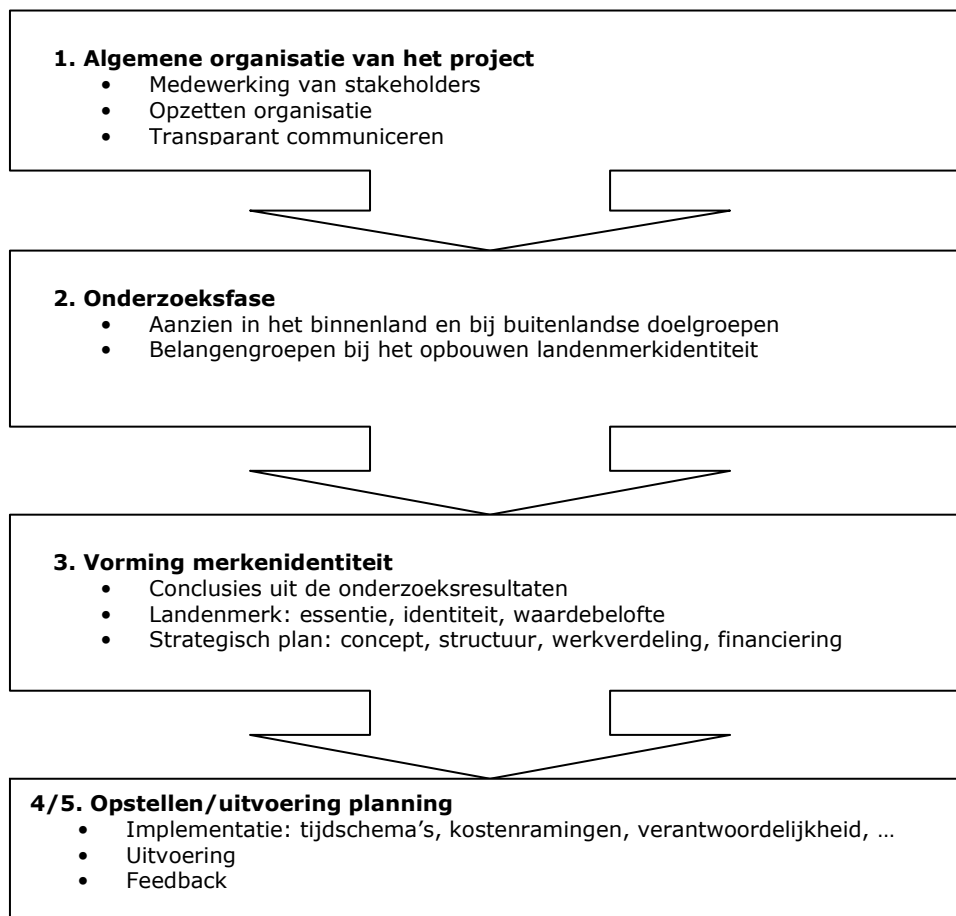 1. Algemene organisatie van het project
• Medewerking van stakeholders
• Opzetten organisatie
• Transparant communiceren
2. Onderzoeksfase
• Aanzien in het binnenland en bij buitenlandse doelgroepen
• Belangengroepen bij het opbouwen landenmerkidentiteit
3. Vorming merkenidentiteit
• Conclusies uit de onderzoeksresultaten
• Landenmerk: essentie, identiteit, waardebelofte
• Strategisch plan: concept, structuur, werkverdeling, financiering
4/5. Opstellen/uitvoering planning
• Implementatie: tijdschema’s, kostenramingen, verantwoordelijkheid, …
• Uitvoering
• Feedback